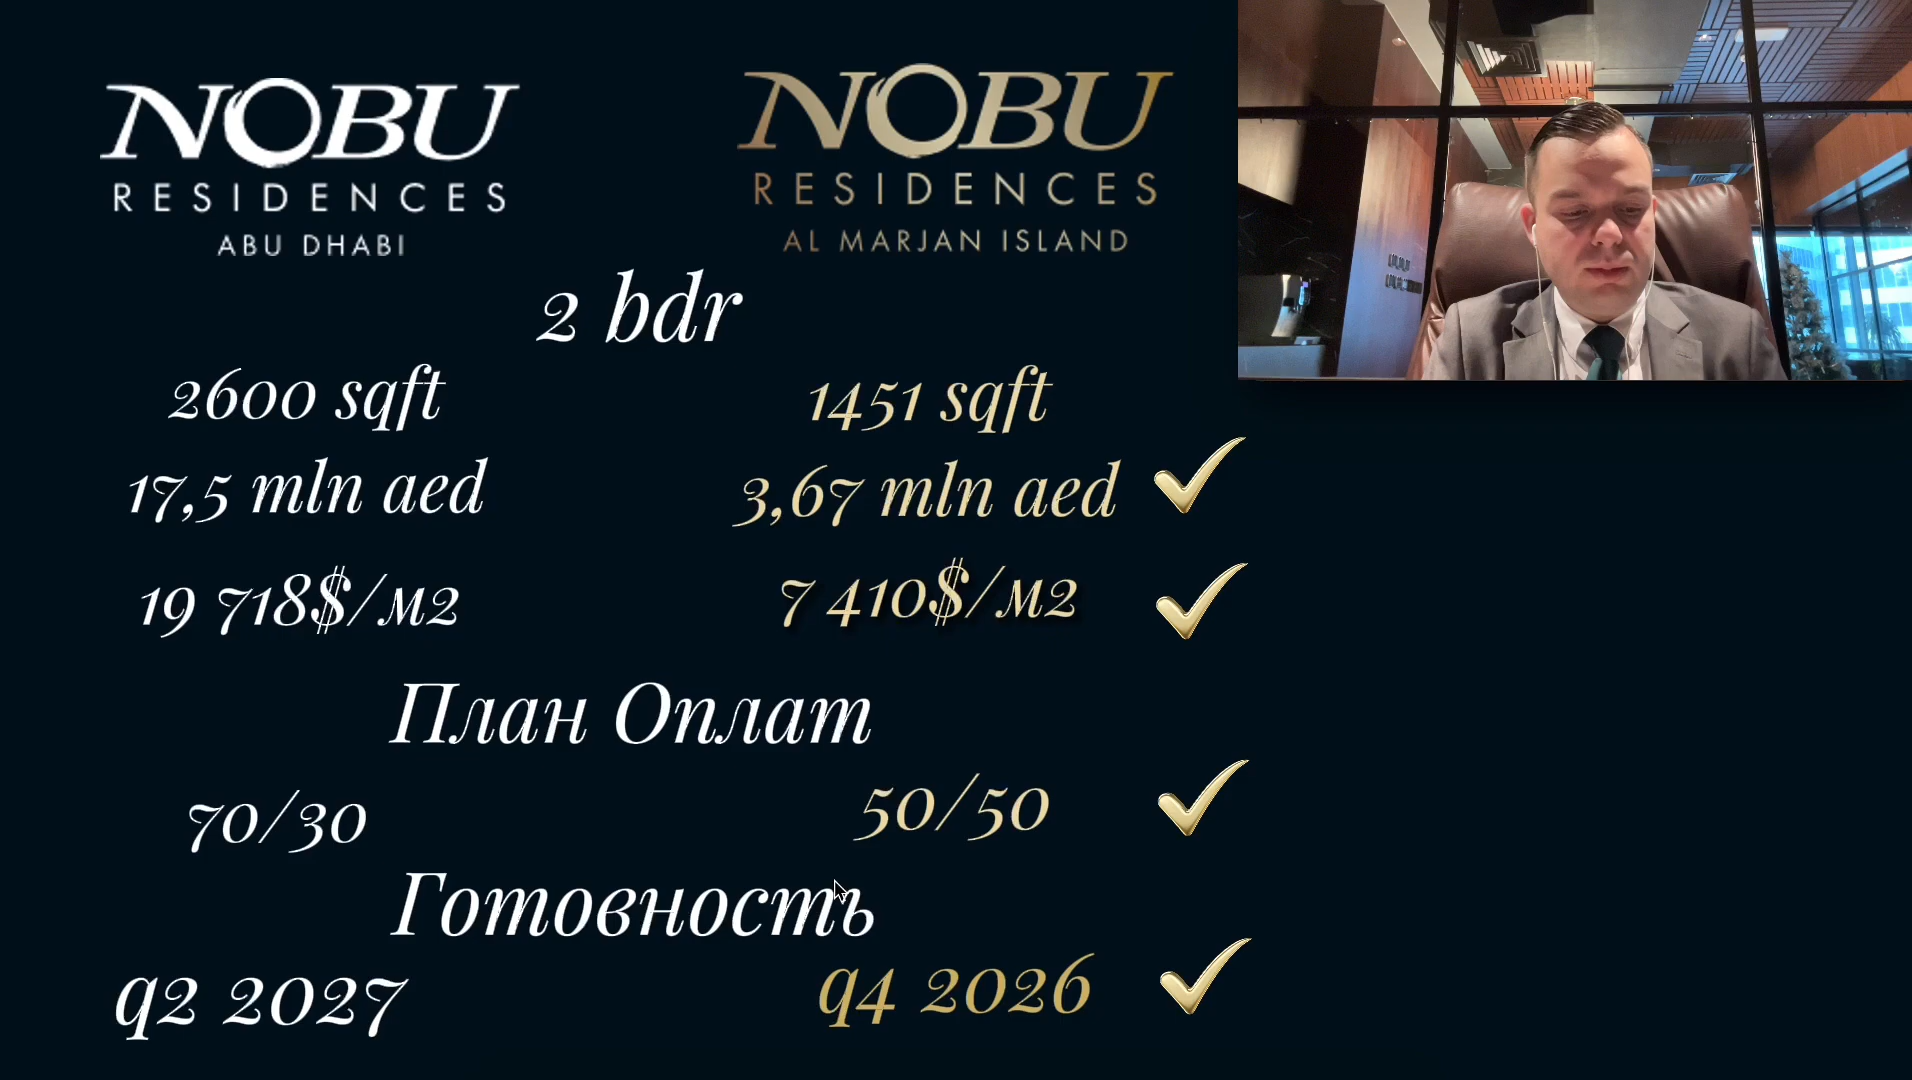 NOBU
RESIDENCES
ABU DHABI
NOBU
RESIDENCES
AL MARJAN ISLAND
2 bdr
2600 sqft
1451 sqft
17,5 mln aed
3,67 mln aed
19 718$/м2
7 410$/м2
План Оплат
70/30
50/50
Готовность
q2 2027
q4 2026